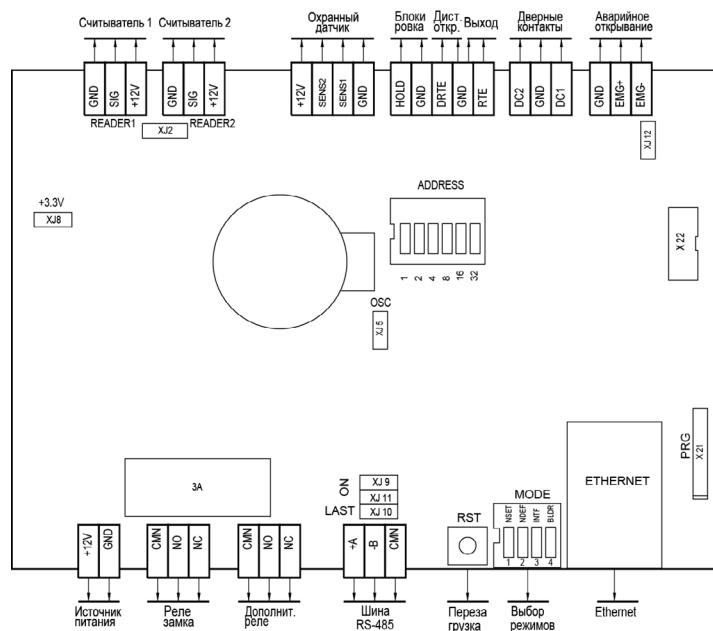 Считыватель 1
Считыватель 2
Охранный
датчик
Блоки
ровка
Дист.
откр.
Выход
Дверные
контакты
Аварийное
открывание
GND
SIG
+12V
GND
SIG
+12V
+12V
SENS2
SENS1
GND
HOLD
GND
DRTE
GND
RTE
DC2
GND
DC1
GND
EMG+
EMG-
READER1
XJ2
READER2
XJ 12
+3.3V
XJ8
ADDRESS
1
2
4
8
16
32
X 22
OSC
XJ 5
3A
ON
XJ 9
XJ 11
LAST
XJ 10
RST
MODE
NSET
NDEF
INTF
BLDR
1
2
3
4
ETHERNET
PRG
X 21
+12V
GND
CMN
NO
NC
CMN
NO
NC
+A
-B
CMN
Источник
питания
Реле
замка
Дополнит.
реле
Шина
RS-485
Переза
грузка
Выбор
режимов
Ethernet